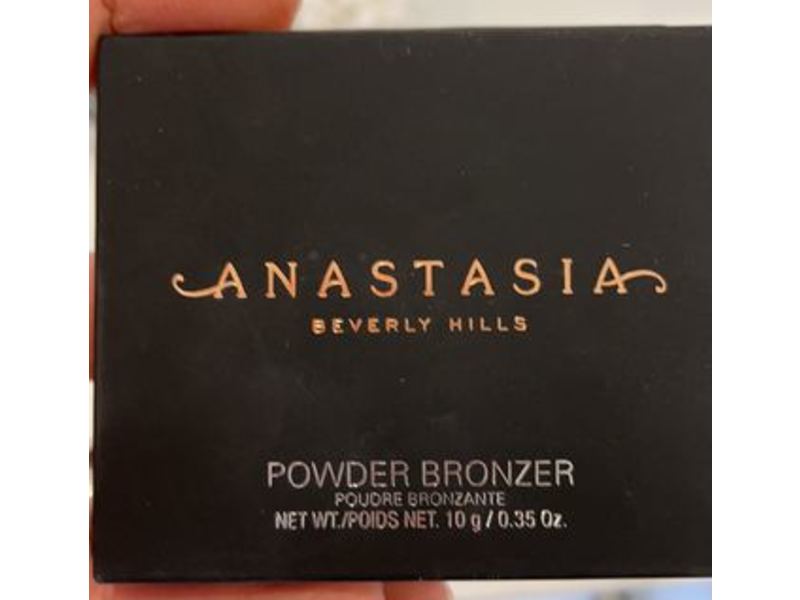 ANASTASIA
BEVERLY HILLS
POWDER BRONZER
POUDRE BRONZANTE
NET WT./POIDS NET. 10 g / 0.35 Oz.